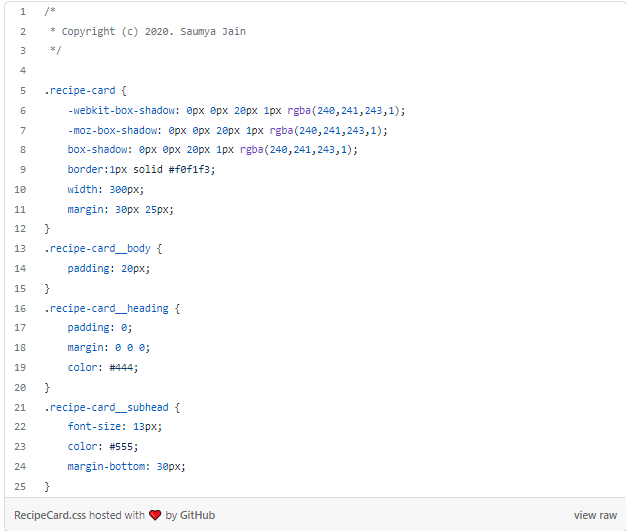 1 /*
2  * Copyright (c) 2020. Saumya Jain
3  */
4
5 .recipe-card {
6     -webkit-box-shadow: 0px 0px 20px 1px rgba(240,241,243,1);
7     -moz-box-shadow: 0px 0px 20px 1px rgba(240,241,243,1);
8     box-shadow: 0px 0px 20px 1px rgba(240,241,243,1);
9     border:1px solid #f0f1f3;
10     width: 300px;
11     margin: 30px 25px;
12 }
13 .recipe-card__body {
14     padding: 20px;
15 }
16 .recipe-card__heading {
17     padding: 0;
18     margin: 0 0 0;
19     color: #444;
20 }
21 .recipe-card__subhead {
22     font-size: 13px;
23     color: #555;
24     margin-bottom: 30px;
25 }
RecipeCard.css hosted with ❤ by GitHub view raw